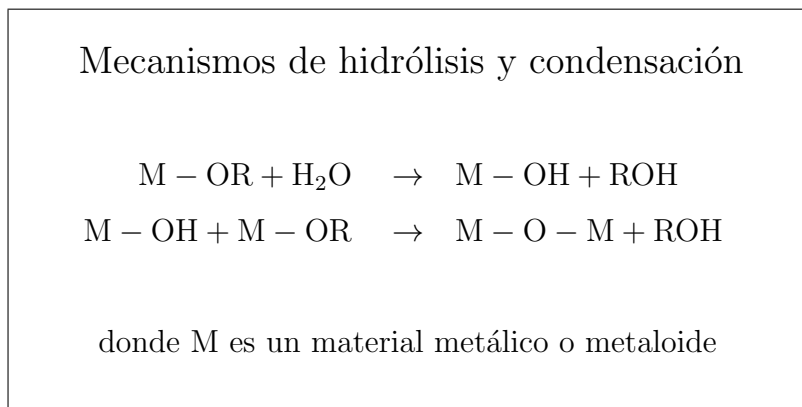 Mecanismos de hidrólisis y condensación
M − OR + H₂O → M − OH + ROH
M − OH + M − OR → M − O − M + ROH
donde M es un material metálico o metaloide